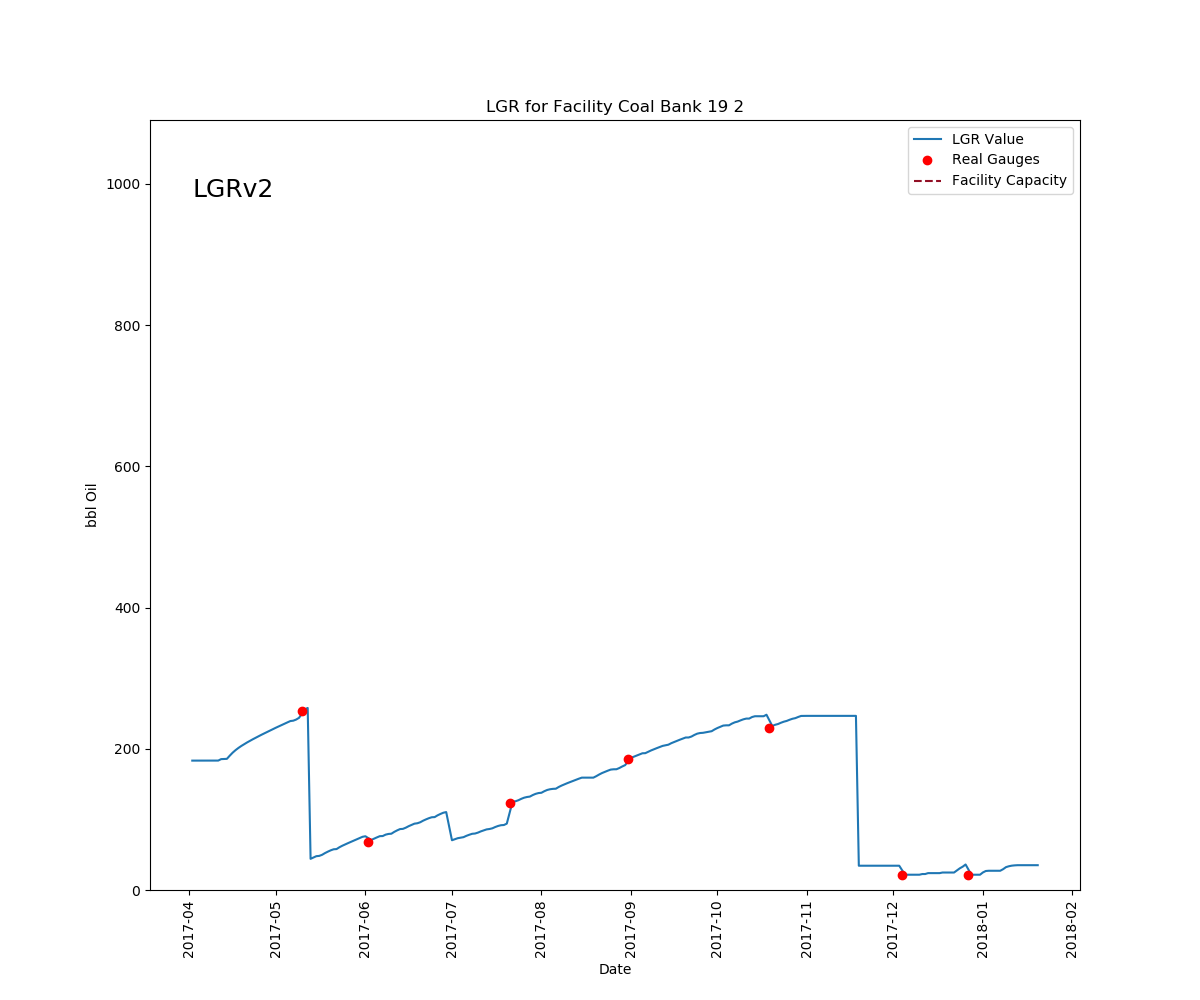 LGR for Facility Coal Bank 19 2
LGR Value
Real Gauges
Facility Capacity
LGRv2
1000
800
600
400
200
0
bbl Oil
2017-04
2017-05
2017-06
2017-07
2017-08
2017-09
2017-10
2017-11
2017-12
2018-01
2018-02
Date